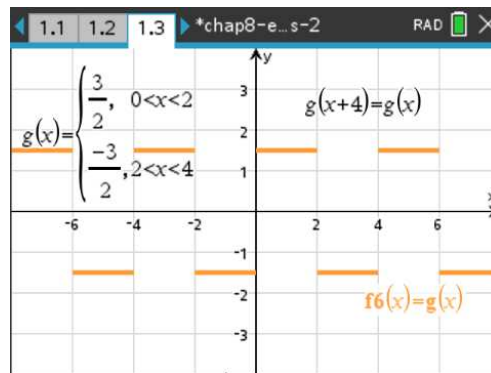 1.1 1.2 1.3 *chap8-e...s-2 RAD
y
g(x)= 3/2, 0<x<2
-3/2, 2<x<4
g(x+4)=g(x)
3
2
1
x
-6 -4 -2 2 4 6
-1
-2
f6(x)=g(x)
-3